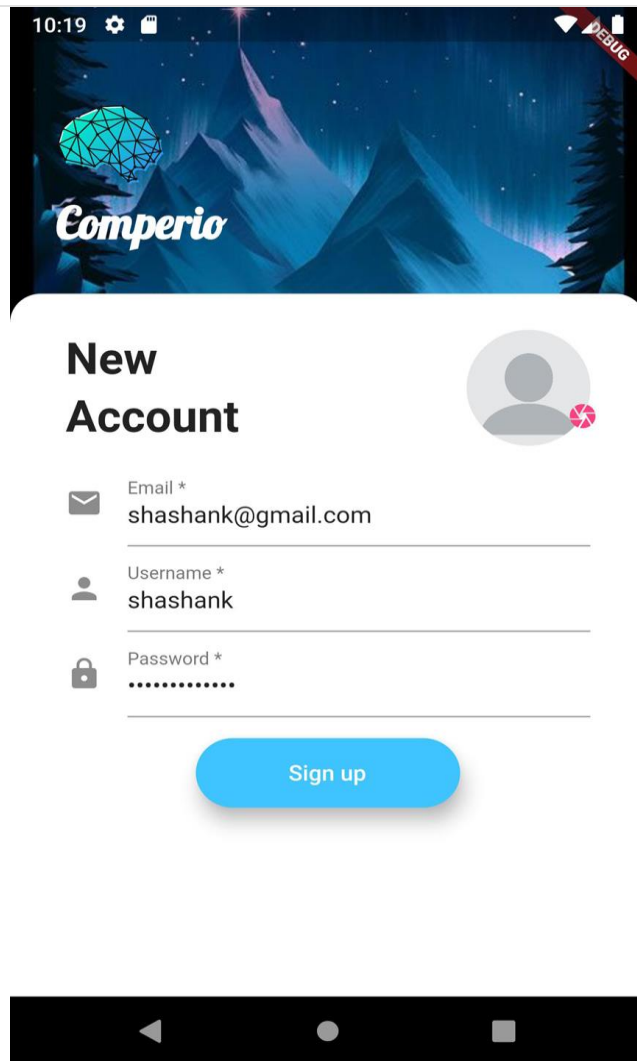 10:19
DEBUG
Comperio
New
Account
Email *
shashank@gmail.com
Username *
shashank
Password *
•••••••••••••
Sign up